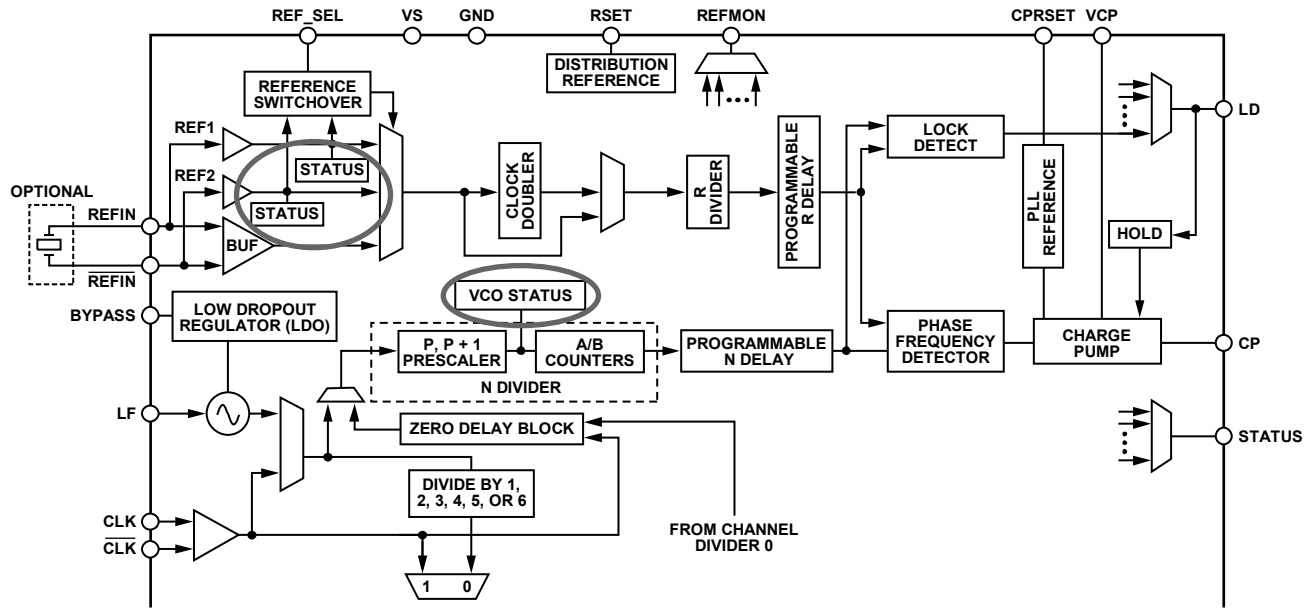 REF_SEL
VS
GND
RSET
REFMON
CPRSET
VCP
DISTRIBUTION
REFERENCE
REFERENCE
SWITCHOVER
REF1
STATUS
REF2
STATUS
OPTIONAL
REFIN
BUF
REFIN
CLOCK
DOUBLER
R
DIVIDER
PROGRAMMABLE
R DELAY
LOCK
DETECT
LD
PLL
REFERENCE
HOLD
BYPASS
LOW DROPOUT
REGULATOR (LDO)
VCO STATUS
P, P + 1
PRESCALER
A/B
COUNTERS
N DIVIDER
PROGRAMMABLE
N DELAY
PHASE
FREQUENCY
DETECTOR
CHARGE
PUMP
CP
LF
ZERO DELAY BLOCK
STATUS
DIVIDE BY 1,
2, 3, 4, 5, OR 6
FROM CHANNEL
DIVIDER 0
CLK
CLK
1 0